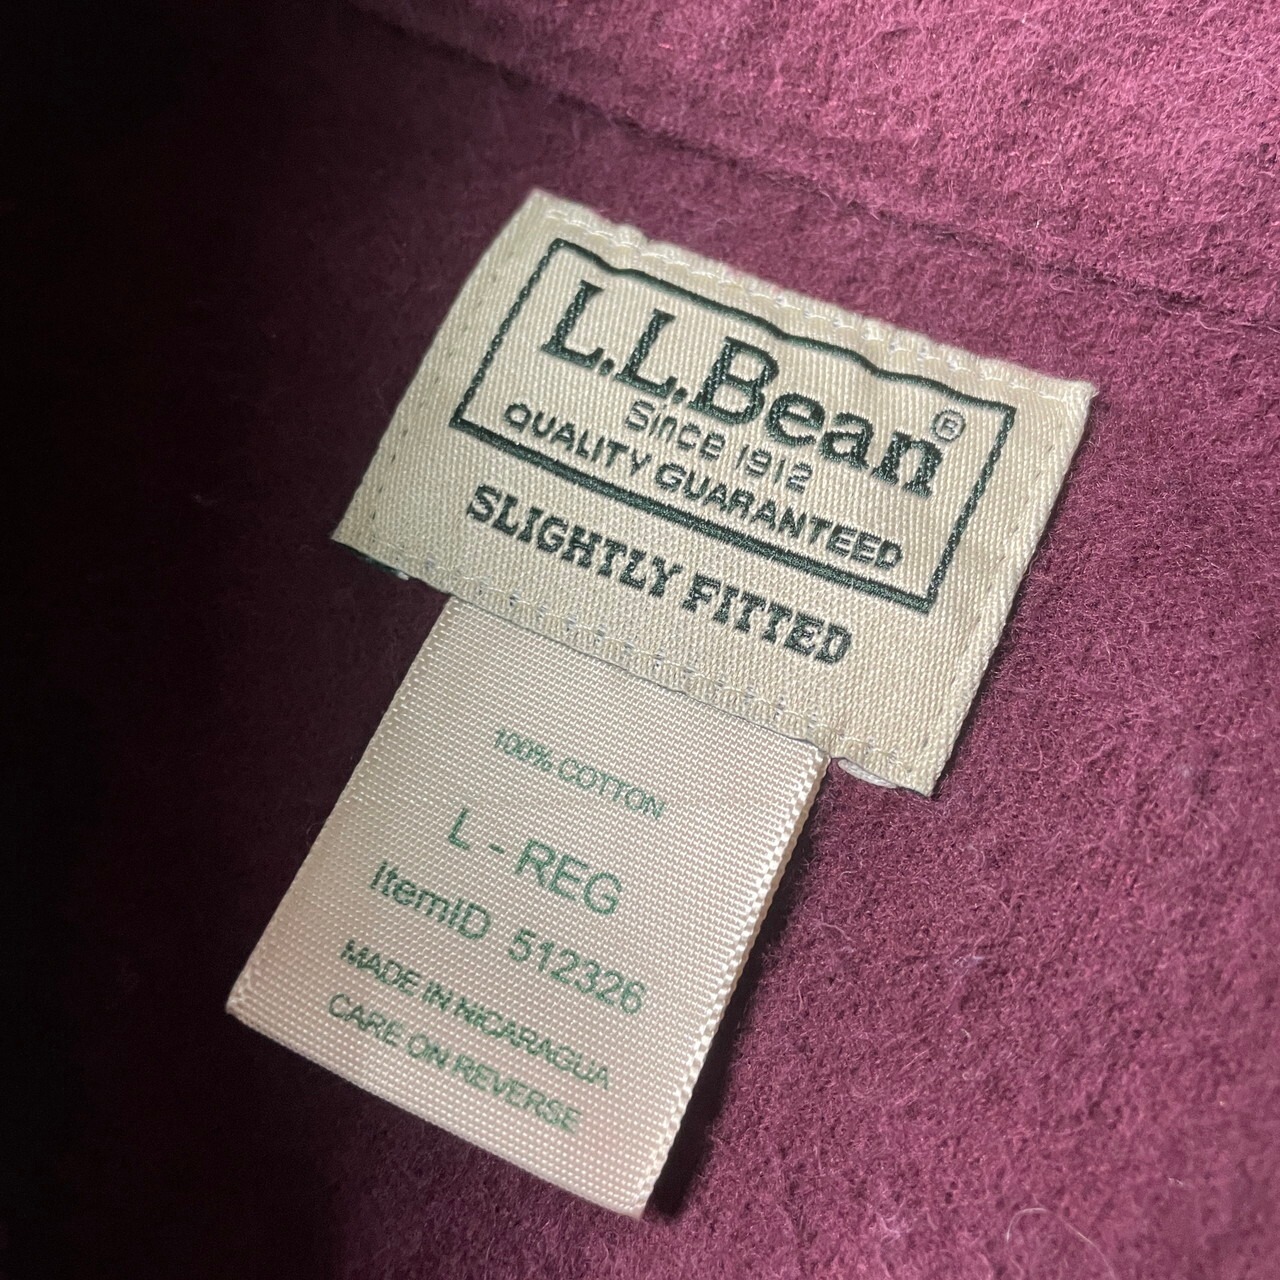 L.L.Bean®
Since 1912
QUALITY GUARANTEED
SLIGHTLY FITTED
100% COTTON
L - REG
ItemID 512326
MADE IN NICARAGUA
CARE ON REVERSE